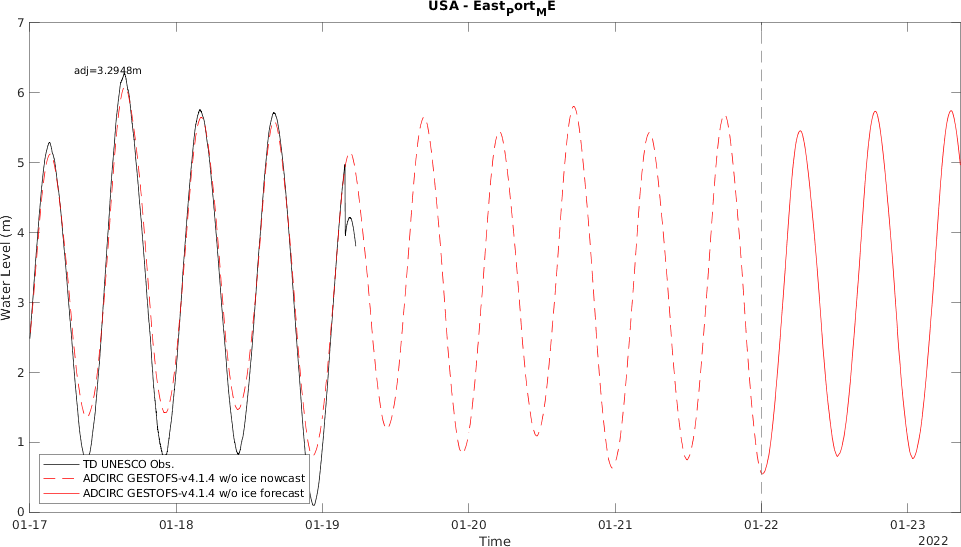 USA - EastPortME
adj=3.2948m
7
6
5
4
3
2
1
0
Water Level (m)
TD UNESCO Obs.
ADCIRC GESTOFS-v4.1.4 w/o ice nowcast
ADCIRC GESTOFS-v4.1.4 w/o ice forecast
01-17 01-18 01-19 01-20 01-21 01-22 01-23
Time
2022